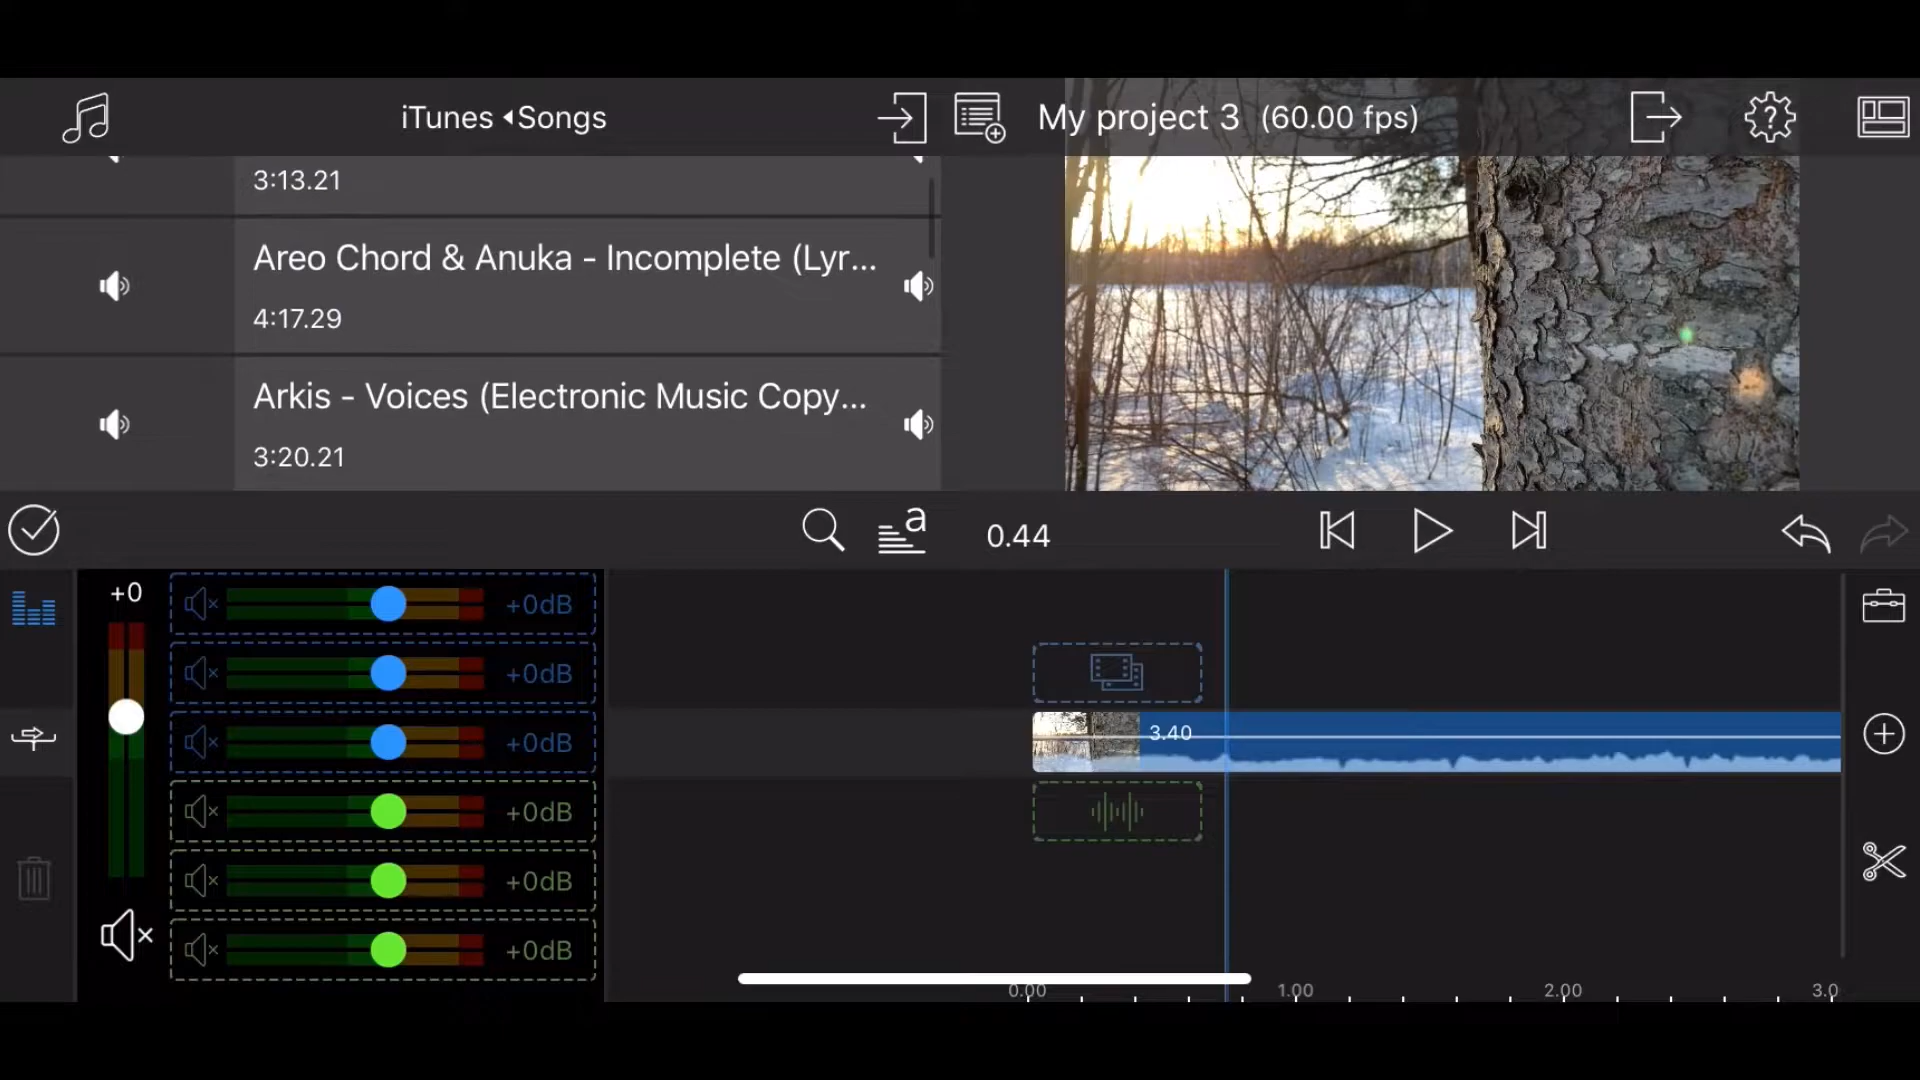 iTunes ◂ Songs
My project 3 (60.00 fps)
3:13.21
Areo Chord & Anuka - Incomplete (Lyr...
4:17.29
Arkis - Voices (Electronic Music Copy...
3:20.21
a
0.44
+0
+0dB
+0dB
+0dB
+0dB
+0dB
+0dB
3.40
0.00
1.00
2.00
3.0